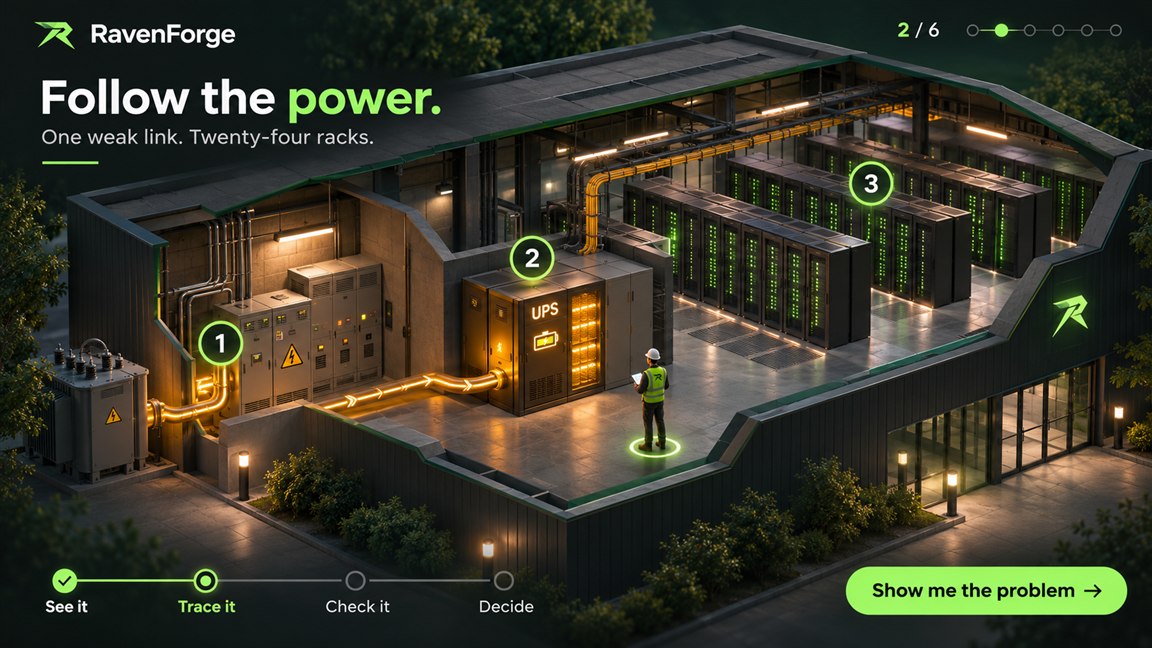 RavenForge
2 / 6
Follow the power.
One weak link. Twenty-four racks.
1
2
3
UPS
See it
Trace it
Check it
Decide
Show me the problem →